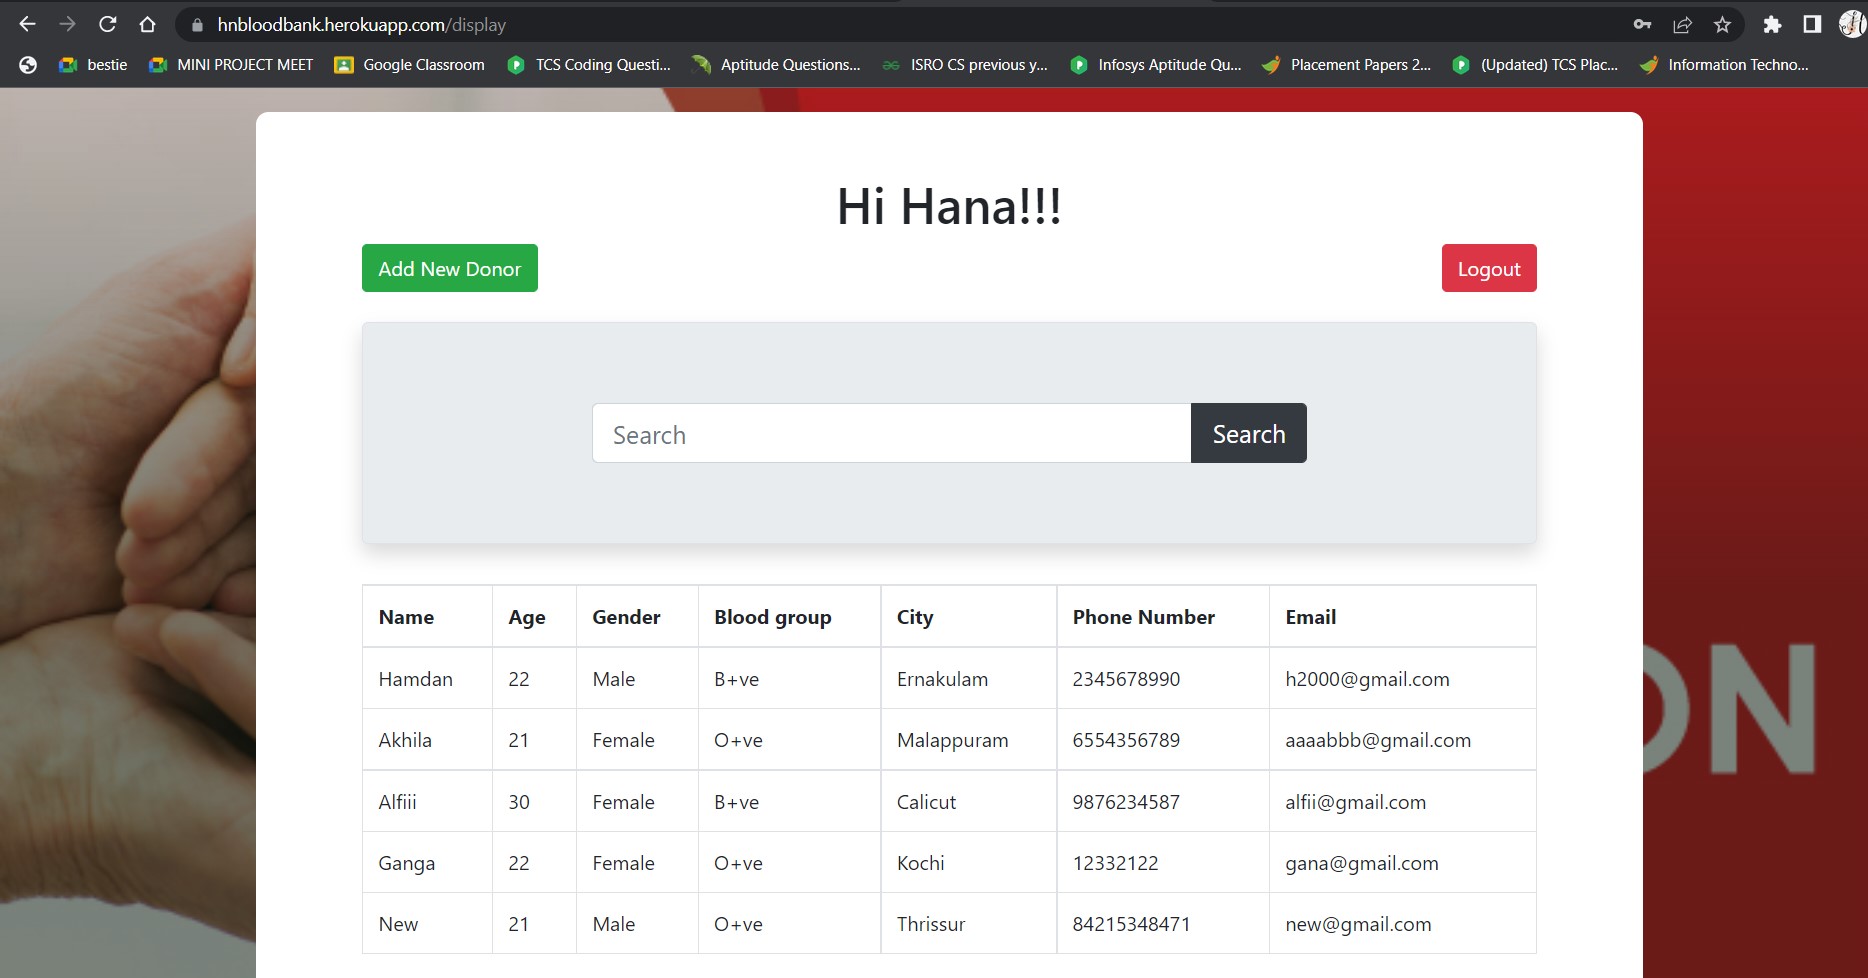 hnbloodbank.herokuapp.com/display
bestie MINI PROJECT MEET Google Classroom TCS Coding Questi... Aptitude Questions... ISRO CS previous y... Infosys Aptitude Qu... Placement Papers 2... (Updated) TCS Plac... Information Techno...
Hi Hana!!!
Add New Donor Logout
Search Search
Name Age Gender Blood group City Phone Number Email
Hamdan 22 Male B+ve Ernakulam 2345678990 h2000@gmail.com
Akhila 21 Female O+ve Malappuram 6554356789 aaaabbb@gmail.com
Alfiii 30 Female B+ve Calicut 9876234587 alfii@gmail.com
Ganga 22 Female O+ve Kochi 12332122 gana@gmail.com
New 21 Male O+ve Thrissur 84215348471 new@gmail.com